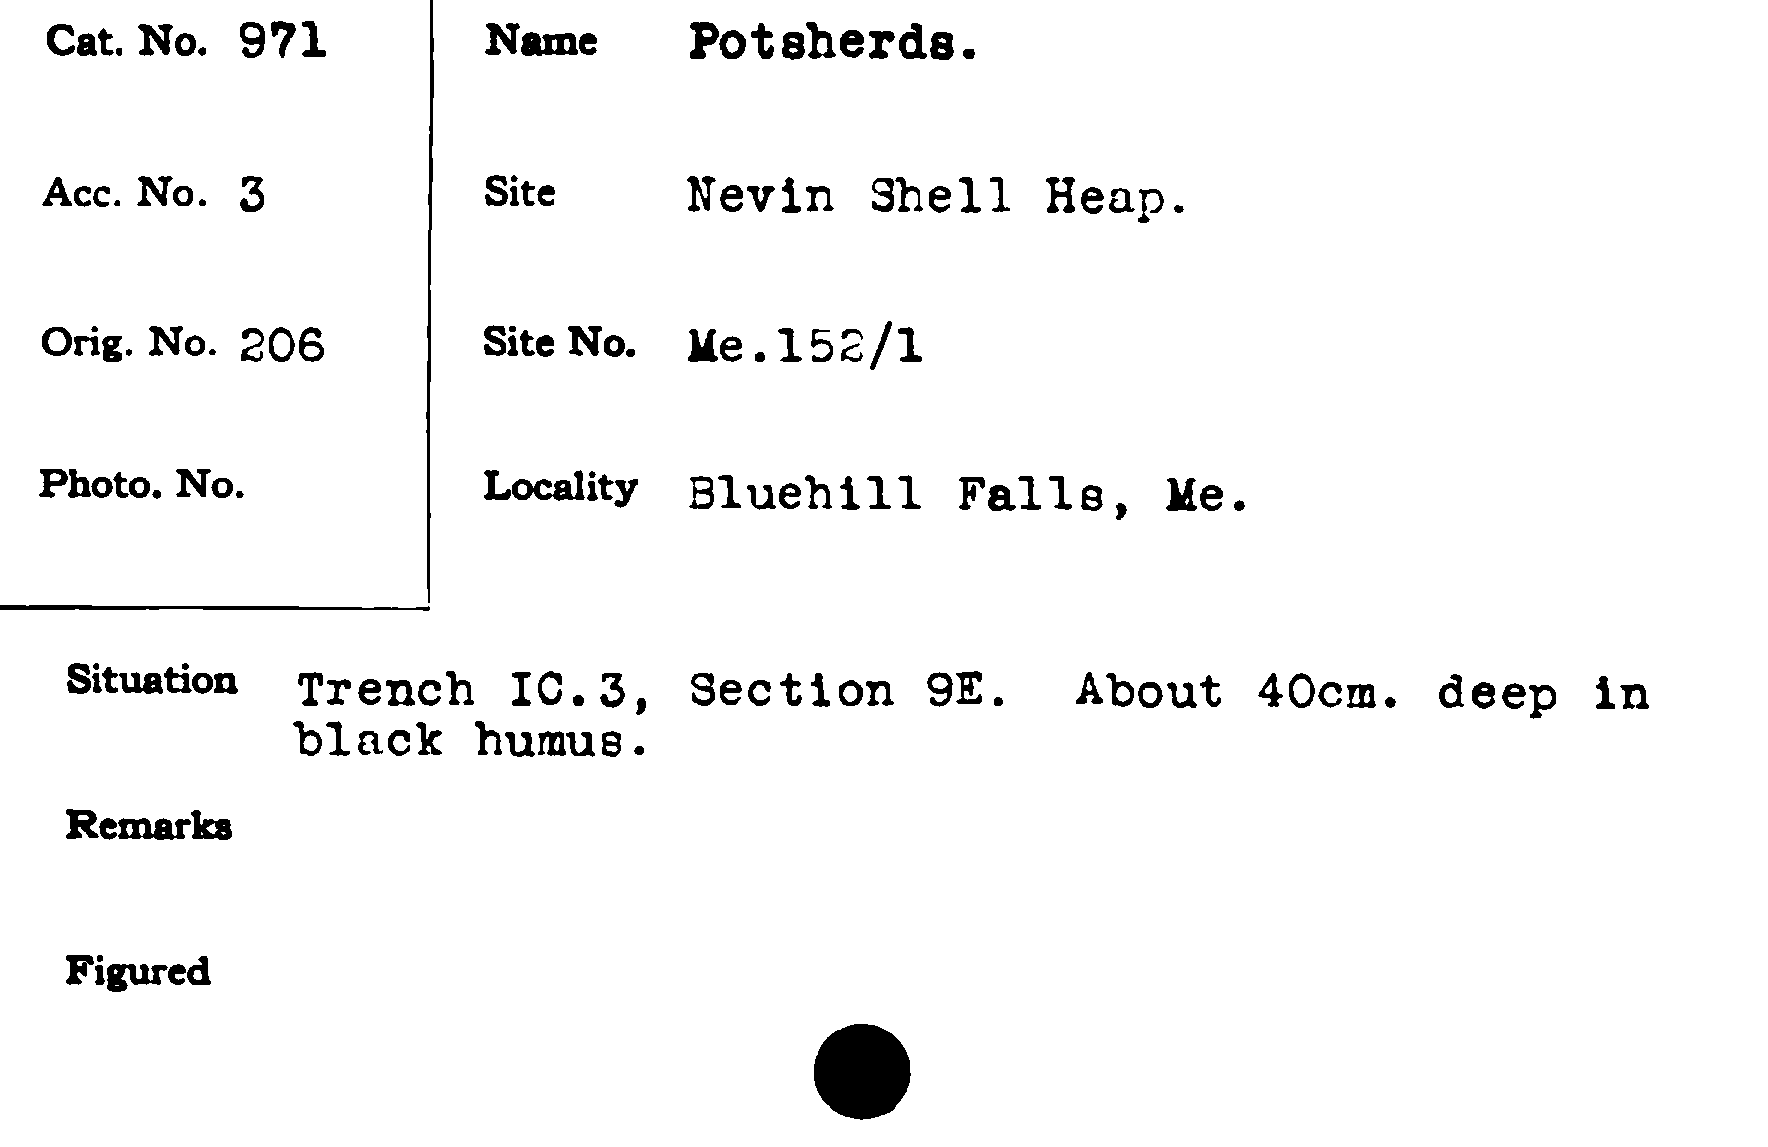 Cat. No. 971
Name Potsherds.
Acc. No. 3
Site Nevin Shell Heap.
Orig. No. 206
Site No. Me.152/1
Photo. No.
Locality Bluehill Falls, Me.
Situation Trench IC.3, Section 9E. About 40cm. deep in
black humus.
Remarks
Figured